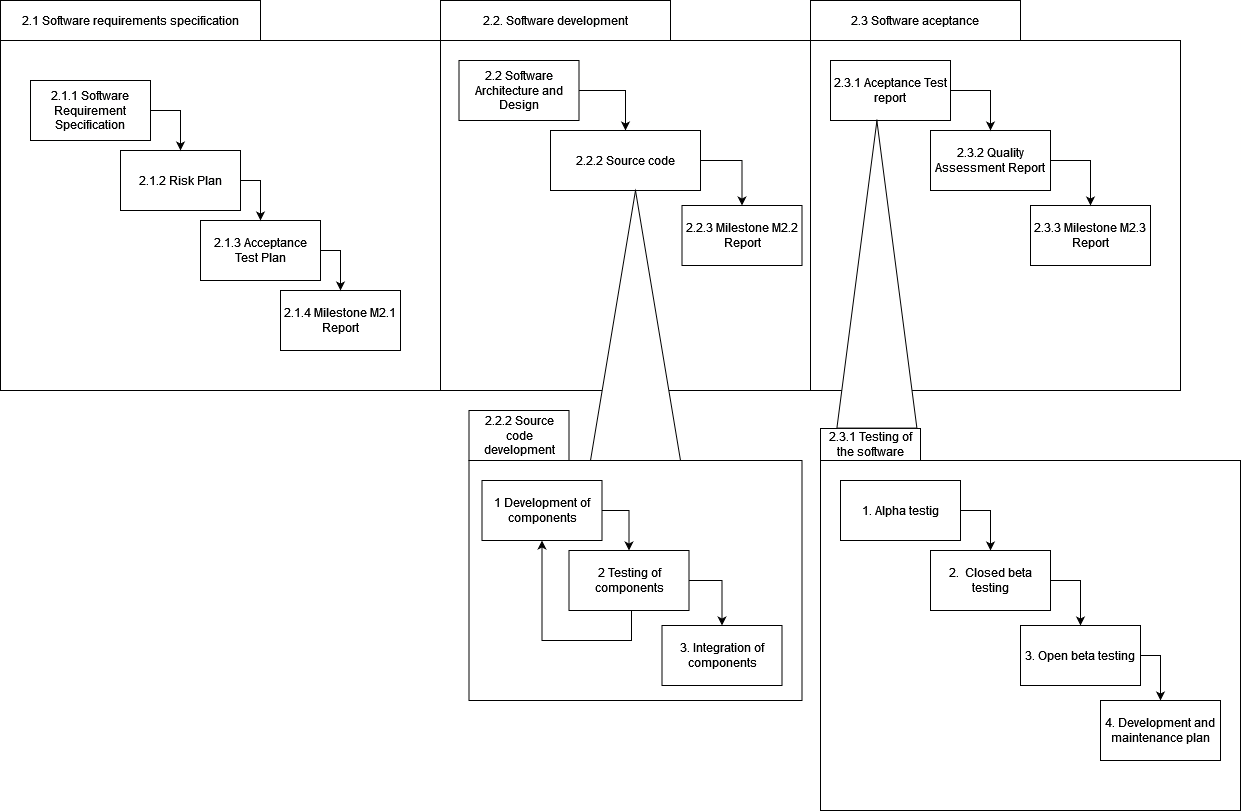 2.1 Software requirements specification
2.2. Software development
2.3 Software aceptance
2.1.1 Software
Requirement
Specification
2.1.2 Risk Plan
2.1.3 Acceptance
Test Plan
2.1.4 Milestone M2.1
Report
2.2 Software
Architecture and
Design
2.2.2 Source code
2.2.3 Milestone M2.2
Report
2.3.1 Aceptance Test
report
2.3.2 Quality
Assessment Report
2.3.3 Milestone M2.3
Report
2.2.2 Source
code
development
1 Development of
components
2 Testing of
components
3. Integration of
components
2.3.1 Testing of
the software
1. Alpha testig
2.  Closed beta
testing
3. Open beta testing
4. Development and
maintenance plan